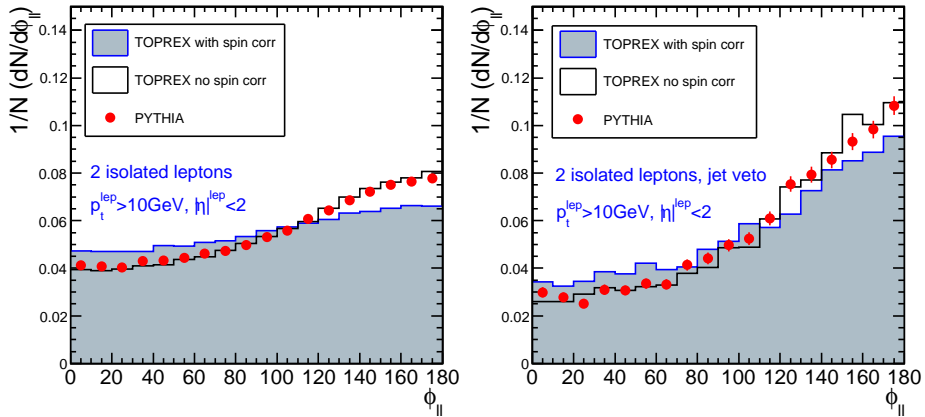 1/N (dN/dϕ_ll)
0.14
0.12
0.1
0.08
0.06
0.04
0.02
0
TOPREX with spin corr
TOPREX no spin corr
PYTHIA
2 isolated leptons
p_t^lep>10GeV, |η|^lep<2
0 20 40 60 80 100 120 140 160 180
ϕ_ll
1/N (dN/dϕ_ll)
0.14
0.12
0.1
0.08
0.06
0.04
0.02
0
TOPREX with spin corr
TOPREX no spin corr
PYTHIA
2 isolated leptons, jet veto
p_t^lep>10GeV, |η|^lep<2
0 20 40 60 80 100 120 140 160 180
ϕ_ll